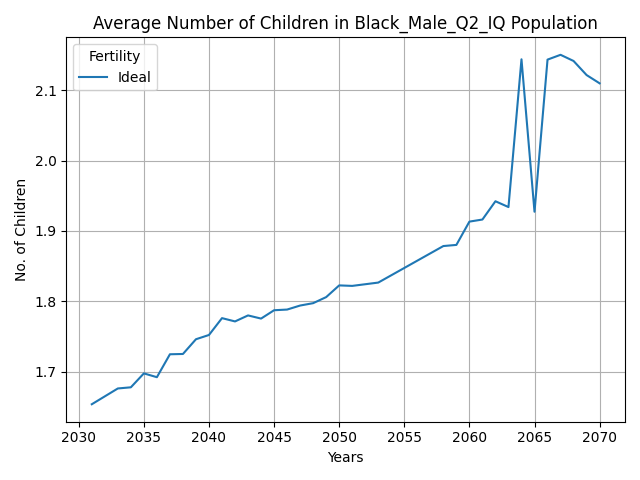 Average Number of Children in Black_Male_Q2_IQ Population
Fertility
Ideal
No. of Children
2.1
2.0
1.9
1.8
1.7
2030 2035 2040 2045 2050 2055 2060 2065 2070
Years